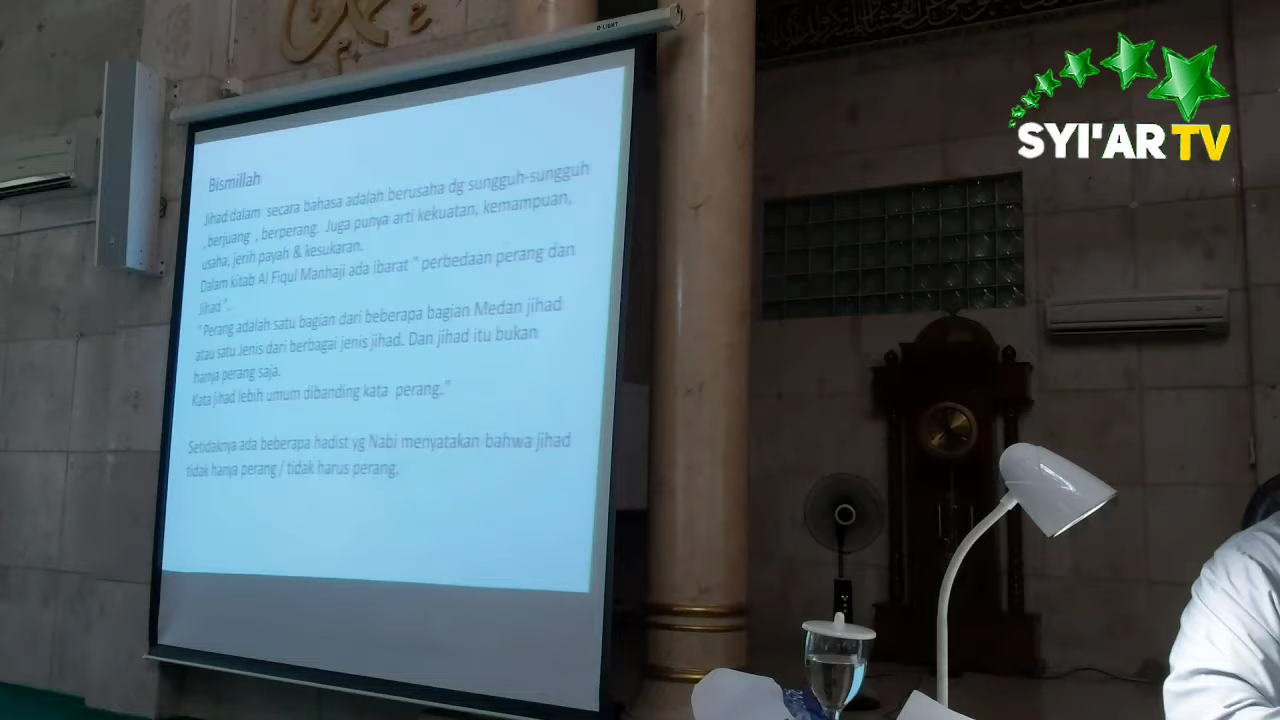 D-LIGHT
SYI'AR TV
Bismillah
Jihad dalam secara bahasa adalah berusaha dg sungguh-sungguh
, berjuang , berperang. Juga punya arti kekuatan, kemampuan,
usaha, jerih payah & kesukaran.
Dalam kitab Al Fiqul Manhaji ada ibarat " perbedaan perang dan
Jihad ".
" Perang adalah satu bagian dari beberapa bagian Medan jihad
atau satu Jenis dari berbagai jenis jihad. Dan jihad itu bukan
hanya perang saja.
Kata jihad lebih umum dibanding kata perang."
Setidaknya ada beberapa hadist yg Nabi menyatakan bahwa jihad
tidak hanya perang / tidak harus perang,